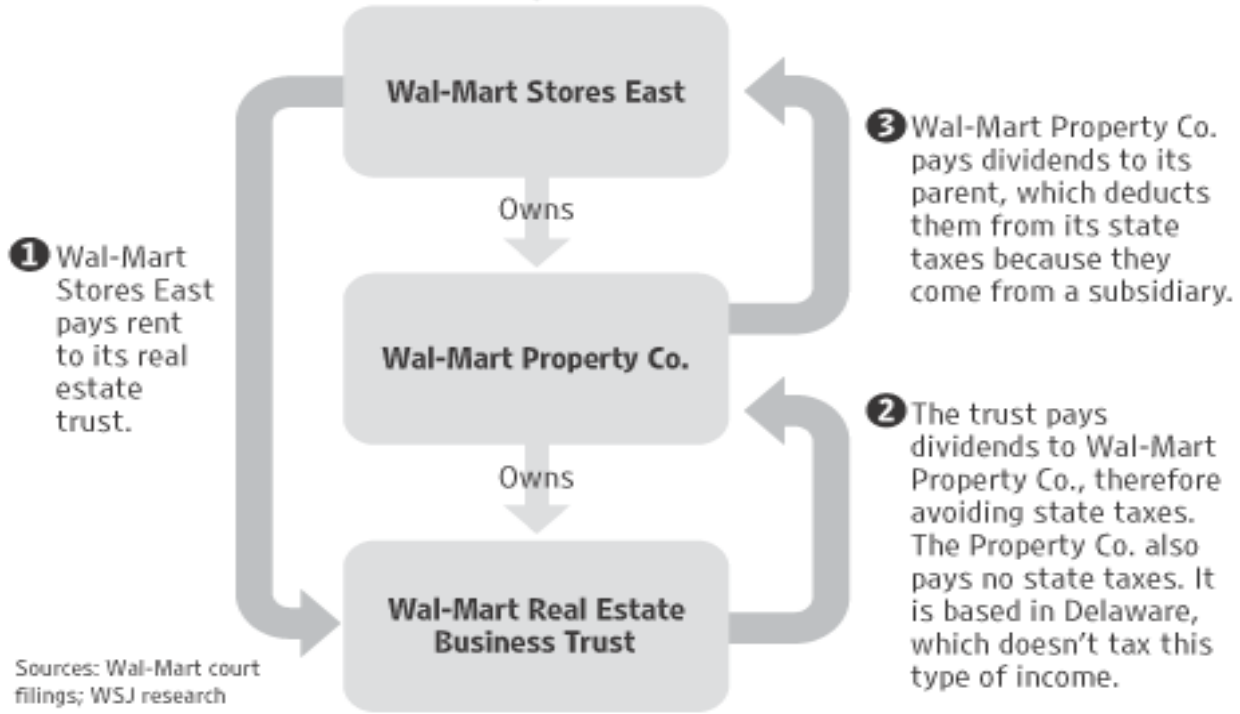 Wal-Mart Stores East
Owns
Wal-Mart Property Co.
Owns
Wal-Mart Real Estate
Business Trust
❶ Wal-Mart
Stores East
pays rent
to its real
estate
trust.
❸ Wal-Mart Property Co.
pays dividends to its
parent, which deducts
them from its state
taxes because they
come from a subsidiary.
❷ The trust pays
dividends to Wal-Mart
Property Co., therefore
avoiding state taxes.
The Property Co. also
pays no state taxes. It
is based in Delaware,
which doesn't tax this
type of income.
Sources: Wal-Mart court
filings; WSJ research